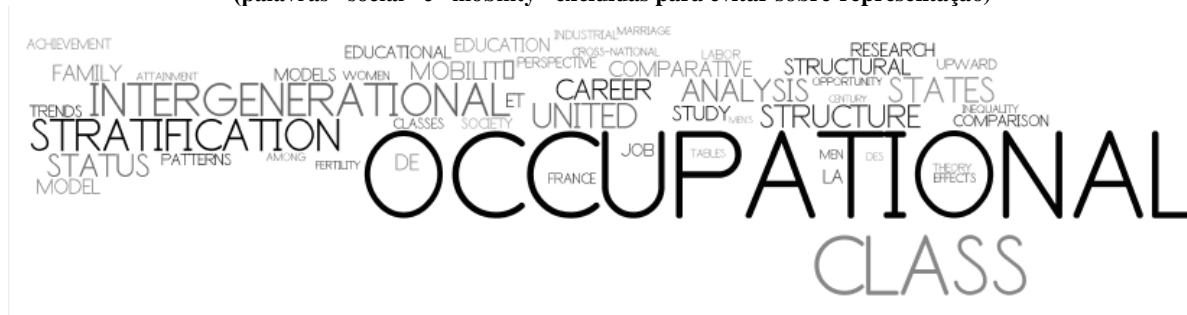 (palavras "social" e "mobility" excluídas para evitar sobre-representação)
ACHIEVEMENT
INDUSTRIAL MARRIAGE
EDUCATIONAL EDUCATION CROSS-NATIONAL LABOR RESEARCH
FAMILY ATTAINMENT MODELS WOMEN MOBILIT▯ PERSPECTIVE COMPARATIVE STRUCTURAL UPWARD
TRENDS INTERGENERATIONAL ET CAREER ANALYSIS OPPORTUNITY STATES
CENTURY INEQUALITY
STRATIFICATION CLASSES SOCIETY UNITED STUDY MEN'S STRUCTURE COMPARISON
STATUS PATTERNS AMONG FERTILITY DE JOB TABLES MEN DES
MODEL FRANCE LA THEORY EFFECTS
OCCUPATIONAL
CLASS